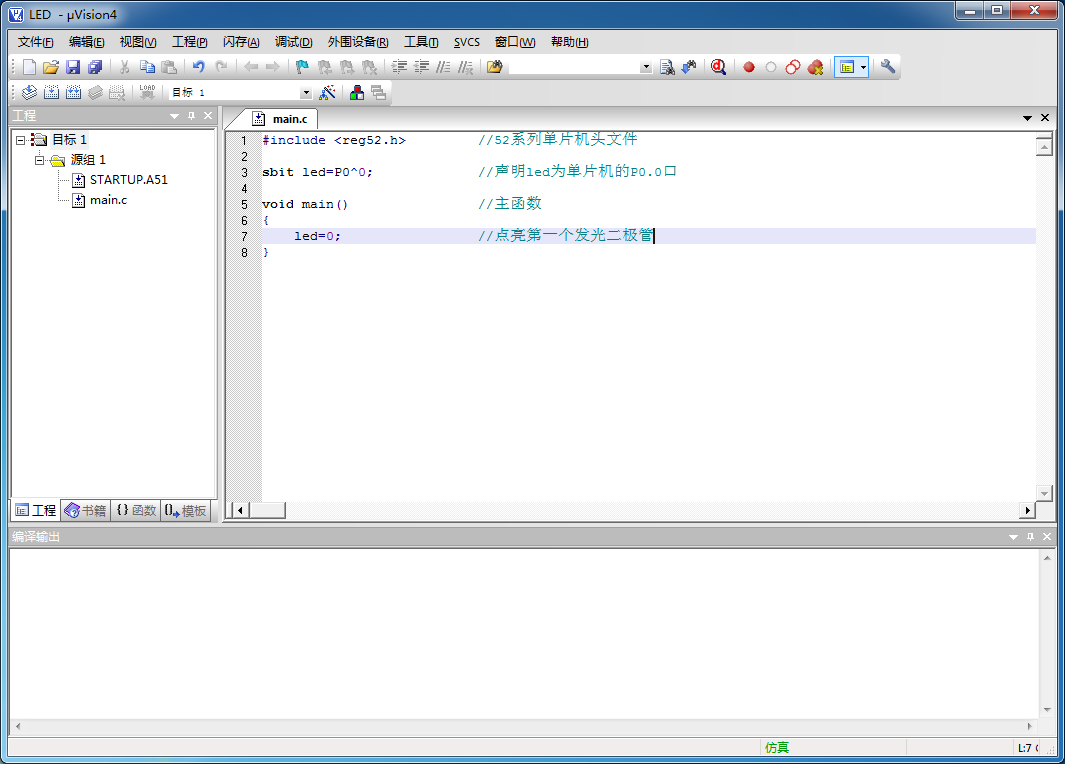 LED - µVision4
文件(F) 编辑(E) 视图(V) 工程(P) 闪存(A) 调试(D) 外围设备(R) 工具(T) SVCS 窗口(W) 帮助(H)
LOAD 目标 1
工程
目标 1
源组 1
STARTUP.A51
main.c
工程 书籍 {} 函数 0 模板
main.c
1 #include <reg52.h> //52系列单片机头文件
2
3 sbit led=P0^0; //声明led为单片机的P0.0口
4
5 void main() //主函数
6 {
7 led=0; //点亮第一个发光二极管
8 }
编译输出
仿真 L:7 C